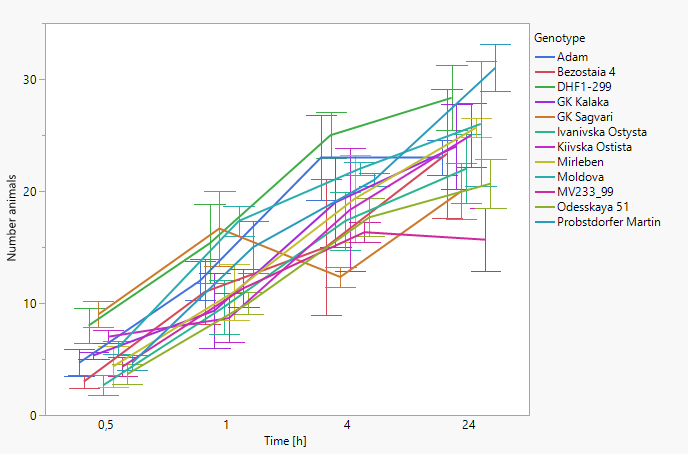 Genotype
Adam
Bezostaia 4
DHF1-299
GK Kalaka
GK Sagvari
Ivanivska Ostysta
Kiivska Ostista
Mirleben
Moldova
MV233_99
Odesskaya 51
Probstdorfer Martin
Number animals
30
20
10
0
0,5 1 4 24
Time [h]